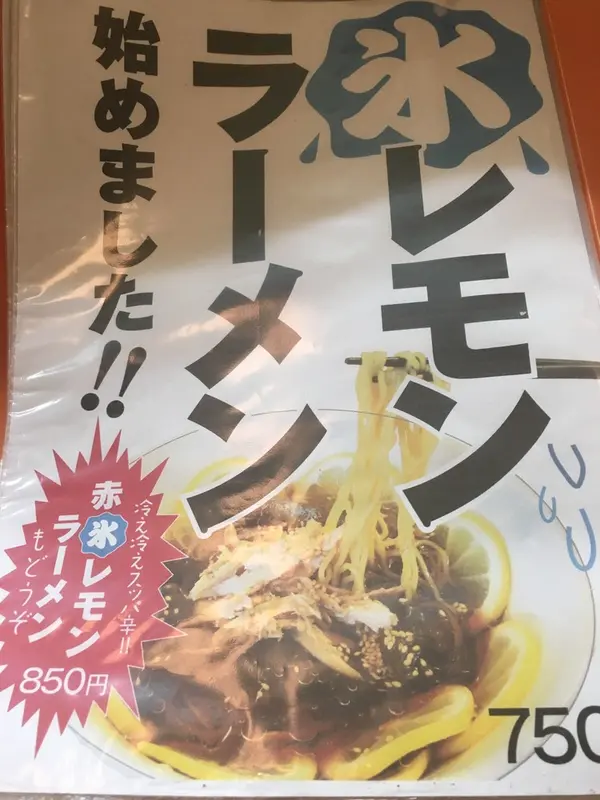 氷レモン
ラーメン
始めました!!
冷え冷えスッパ辛!!
赤氷レモン
ラーメン
もどうぞ
850円
750